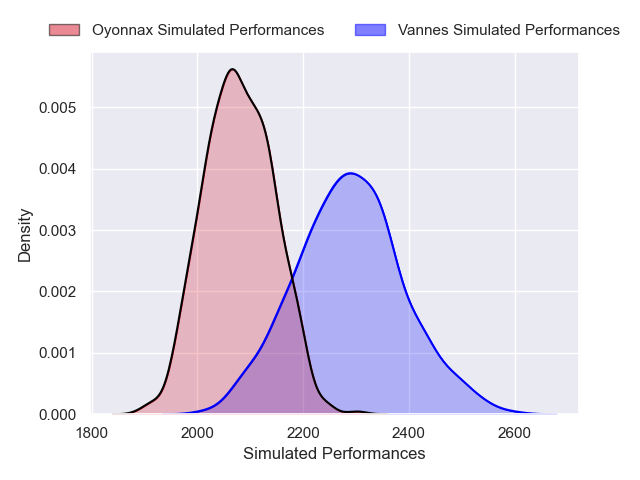 Oyonnax Simulated Performances
Vannes Simulated Performances
Density
0.005
0.004
0.003
0.002
0.001
0.000
1800 2000 2200 2400 2600
Simulated Performances